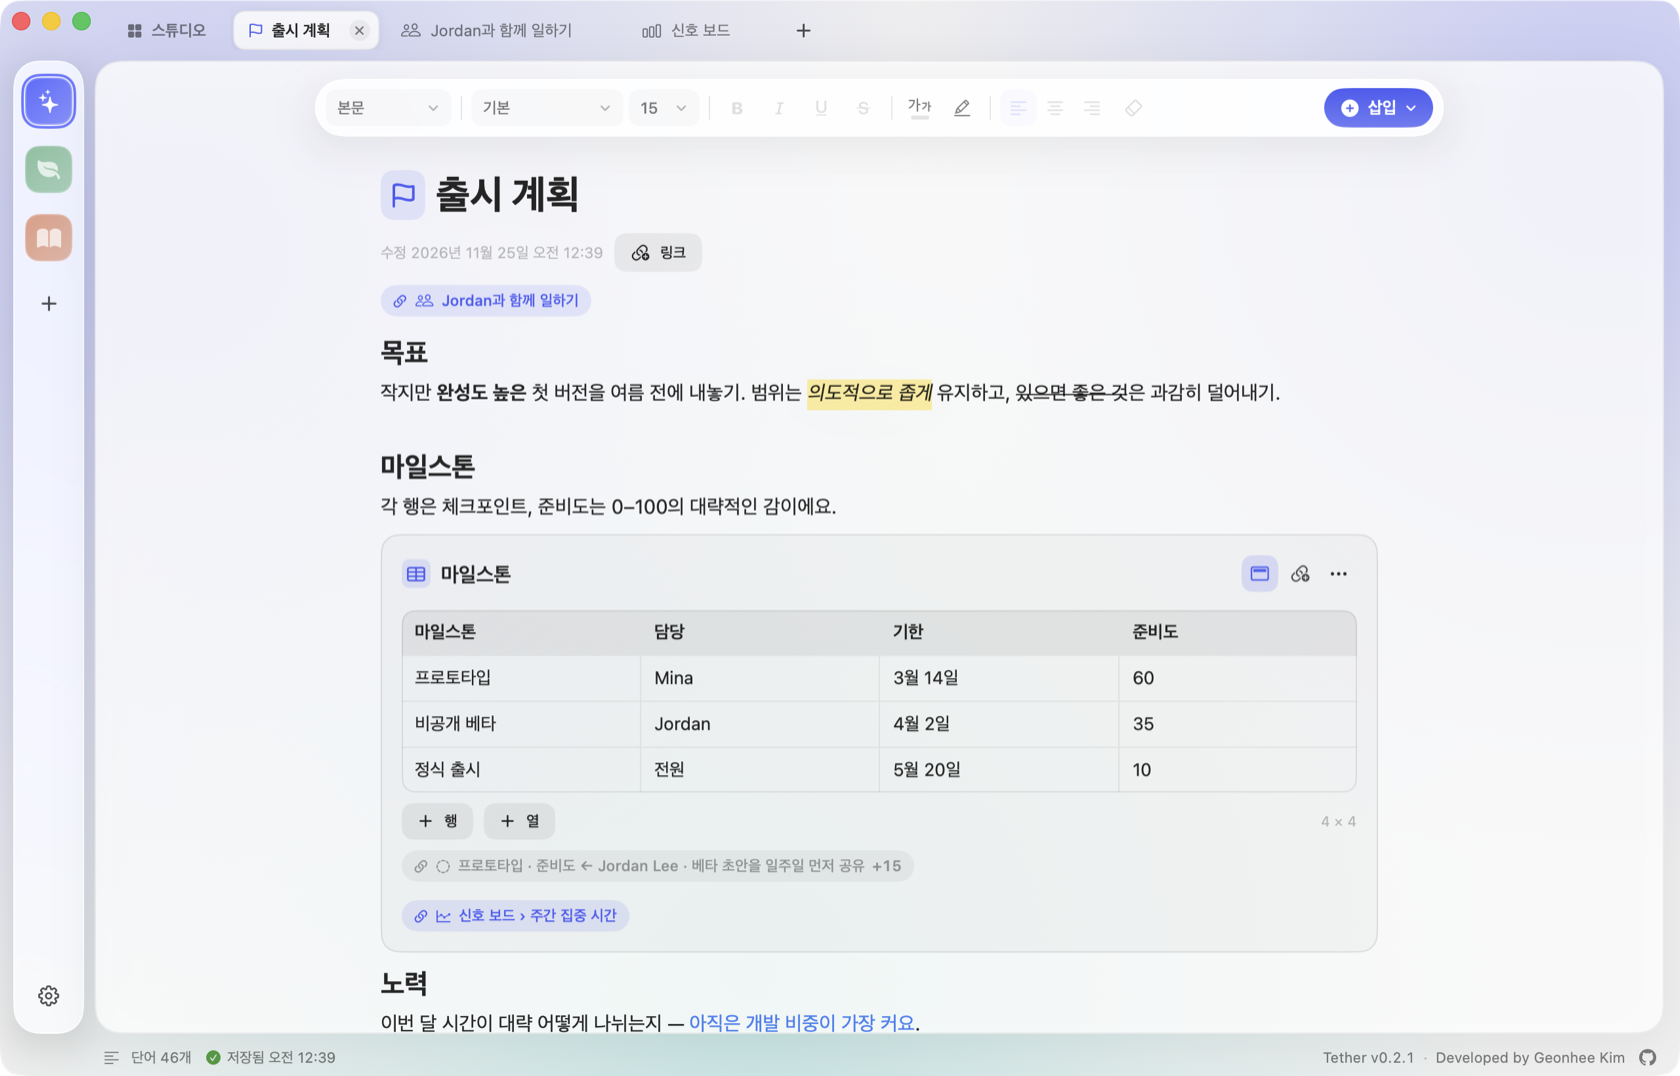 스튜디오
출시 계획
Jordan과 함께 일하기
신호 보드
본문
기본
15
B I U S
가가
삽입
출시 계획
수정 2026년 11월 25일 오전 12:39
링크
Jordan과 함께 일하기
목표
작지만 완성도 높은 첫 버전을 여름 전에 내놓기. 범위는 의도적으로 좁게 유지하고, 있으면 좋은 것은 과감히 덜어내기.
마일스톤
각 행은 체크포인트, 준비도는 0–100의 대략적인 감이에요.
마일스톤
마일스톤 담당 기한 준비도
프로토타입 Mina 3월 14일 60
비공개 베타 Jordan 4월 2일 35
정식 출시 전원 5월 20일 10
+ 행 + 열 4 × 4
프로토타입 · 준비도 ← Jordan Lee · 베타 초안을 일주일 먼저 공유 +15
신호 보드 › 주간 집중 시간
노력
이번 달 시간이 대략 어떻게 나뉘는지 — 아직은 개발 비중이 가장 커요.
단어 46개 저장됨 오전 12:39 Tether v0.2.1 · Developed by Geonhee Kim